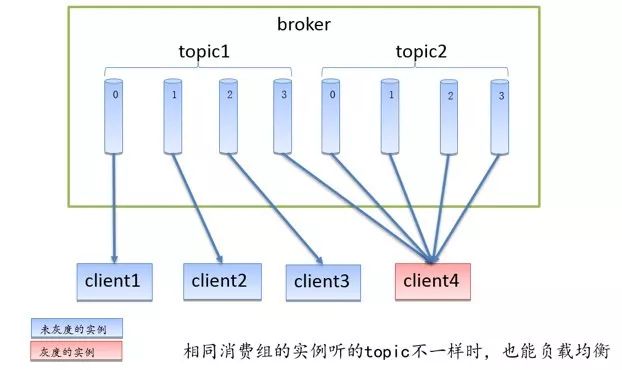 broker
topic1 topic2
0 1 2 3 0 1 2 3
client1 client2 client3 client4
未灰度的实例
灰度的实例
相同消费组的实例听的topic不一样时，也能负载均衡